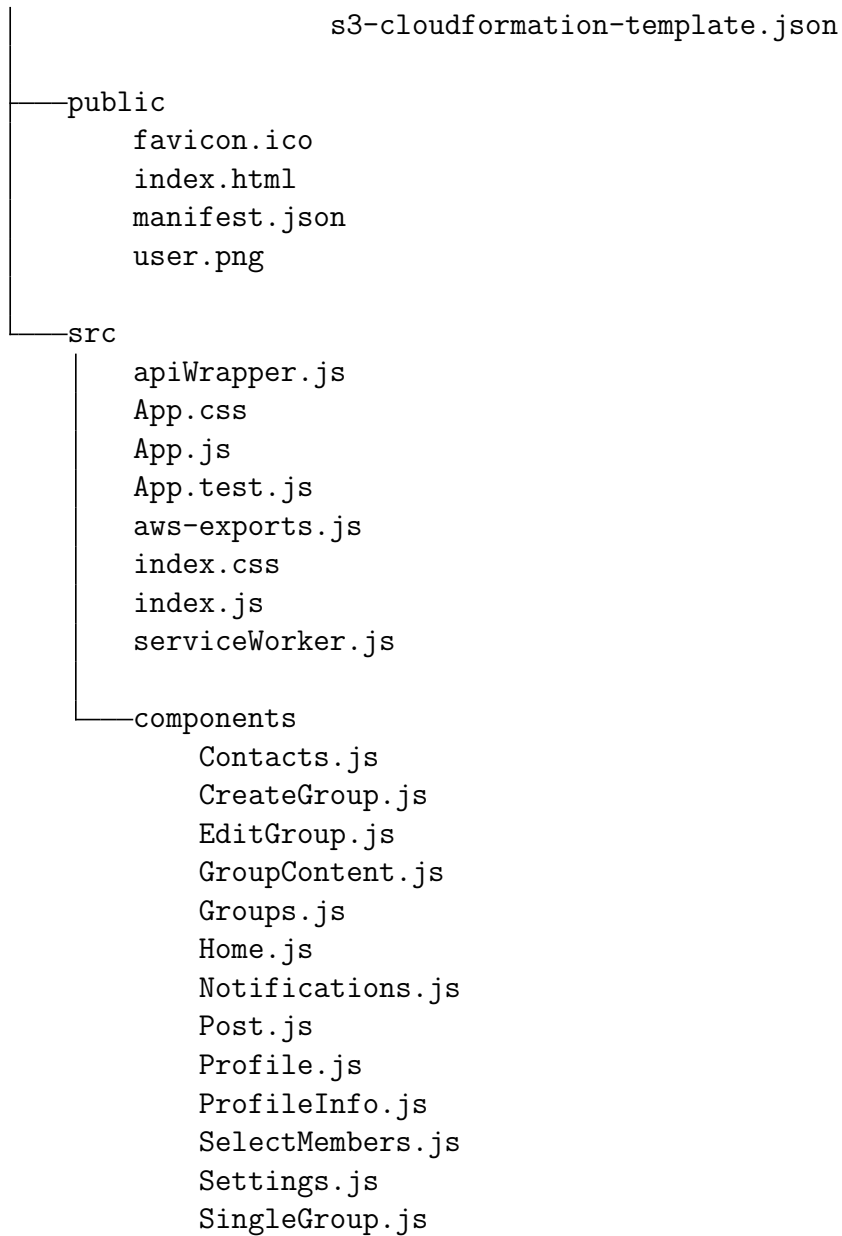 s3-cloudformation-template.json
public
favicon.ico
index.html
manifest.json
user.png
src
apiWrapper.js
App.css
App.js
App.test.js
aws-exports.js
index.css
index.js
serviceWorker.js
components
Contacts.js
CreateGroup.js
EditGroup.js
GroupContent.js
Groups.js
Home.js
Notifications.js
Post.js
Profile.js
ProfileInfo.js
SelectMembers.js
Settings.js
SingleGroup.js